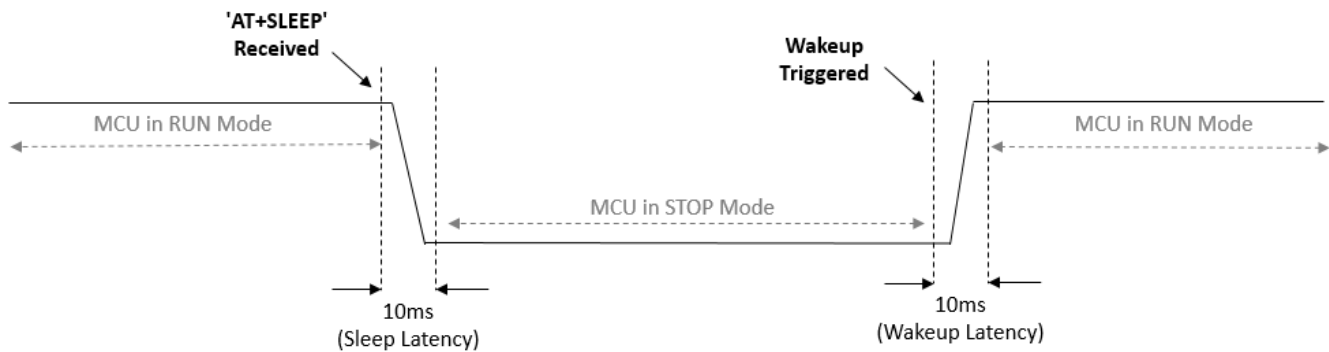 'AT+SLEEP'
Received
Wakeup
Triggered
MCU in RUN Mode
MCU in RUN Mode
MCU in STOP Mode
10ms
(Sleep Latency)
10ms
(Wakeup Latency)